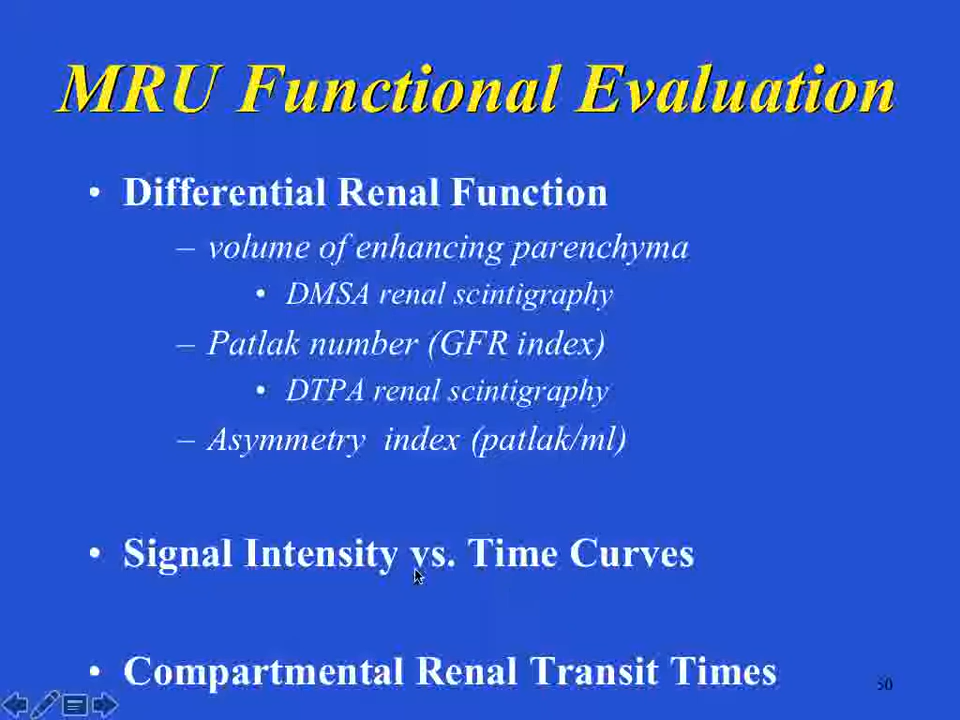 MRU Functional Evaluation
• Differential Renal Function
– volume of enhancing parenchyma
• DMSA renal scintigraphy
– Patlak number (GFR index)
• DTPA renal scintigraphy
– Asymmetry index (patlak/ml)
• Signal Intensity vs. Time Curves
• Compartmental Renal Transit Times
50